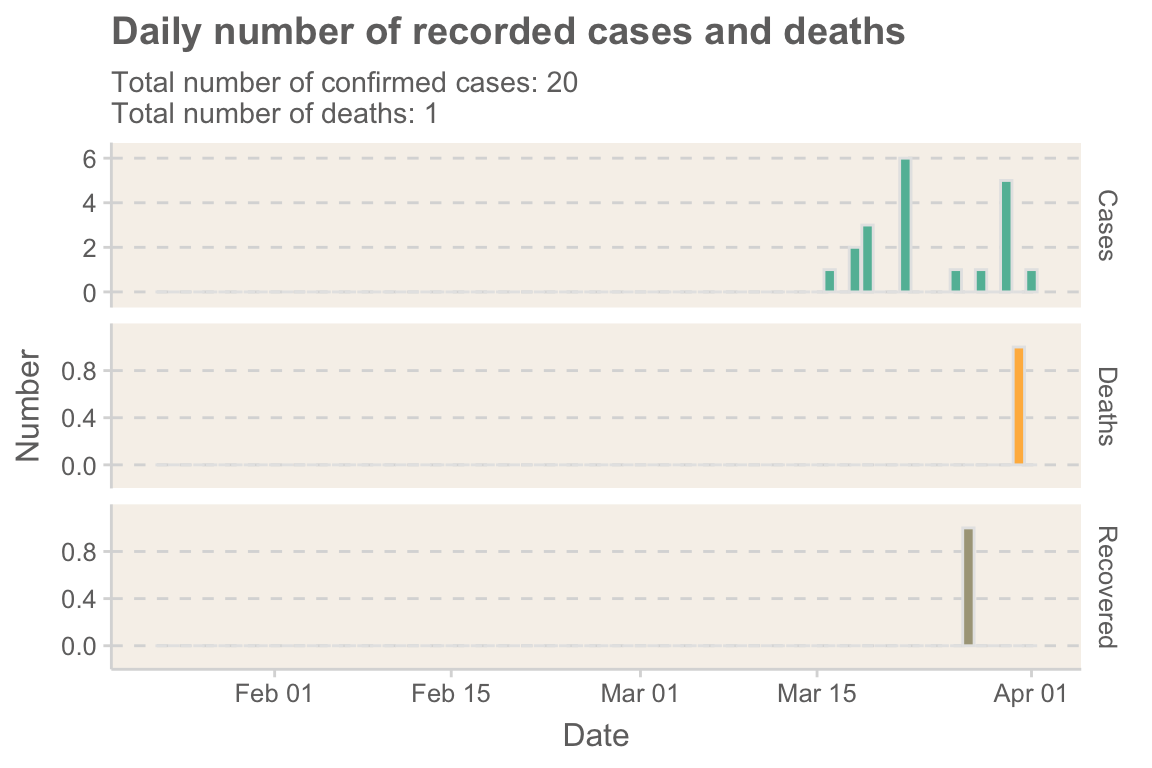 Daily number of recorded cases and deaths
Total number of confirmed cases: 20
Total number of deaths: 1
6
4
2
0
Cases
0.8
0.4
0.0
Deaths
0.8
0.4
0.0
Recovered
Number
Feb 01 Feb 15 Mar 01 Mar 15 Apr 01
Date